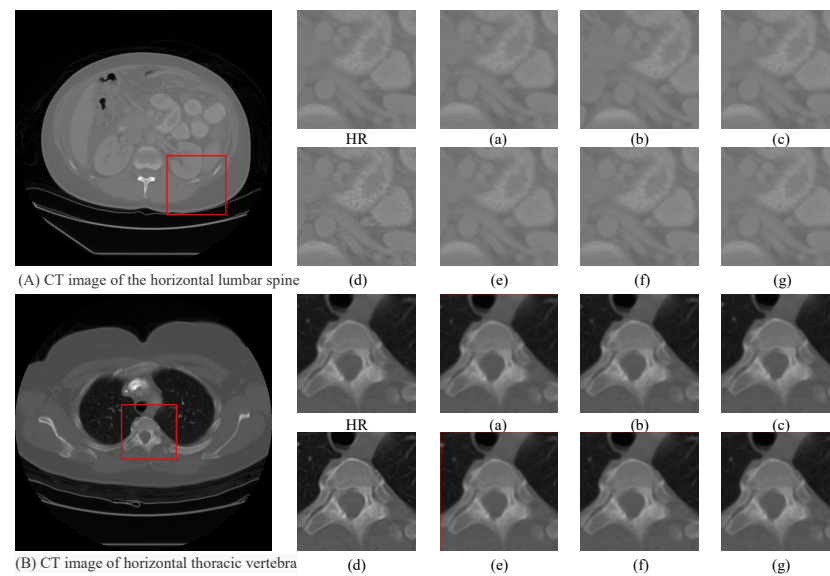 HR
(a)
(b)
(c)
(A) CT image of the horizontal lumbar spine
(d)
(e)
(f)
(g)
HR
(a)
(b)
(c)
(B) CT image of horizontal thoracic vertebra
(d)
(e)
(f)
(g)